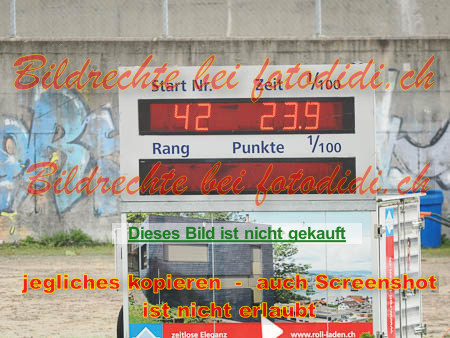 Bildrechte bei fotodidi.ch
Start Nr. Zeit 1/100
42 23.9
Rang Punkte 1/100
Bildrechte bei fotodidi.ch
Dieses Bild ist nicht gekauft
jegliches kopieren - auch Screenshot
ist nicht erlaubt
zeitlose Eleganz www.roll-laden.ch